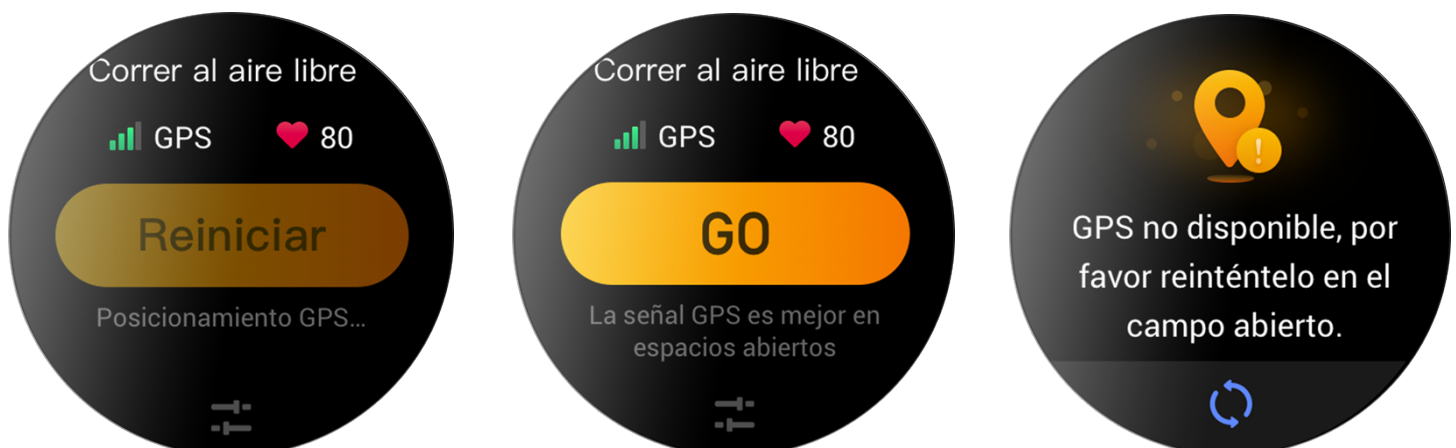 Correr al aire libre
GPS 80
Reiniciar
Posicionamiento GPS...
Correr al aire libre
GPS 80
GO
La señal GPS es mejor en
espacios abiertos
!
GPS no disponible, por
favor reinténtelo en el
campo abierto.